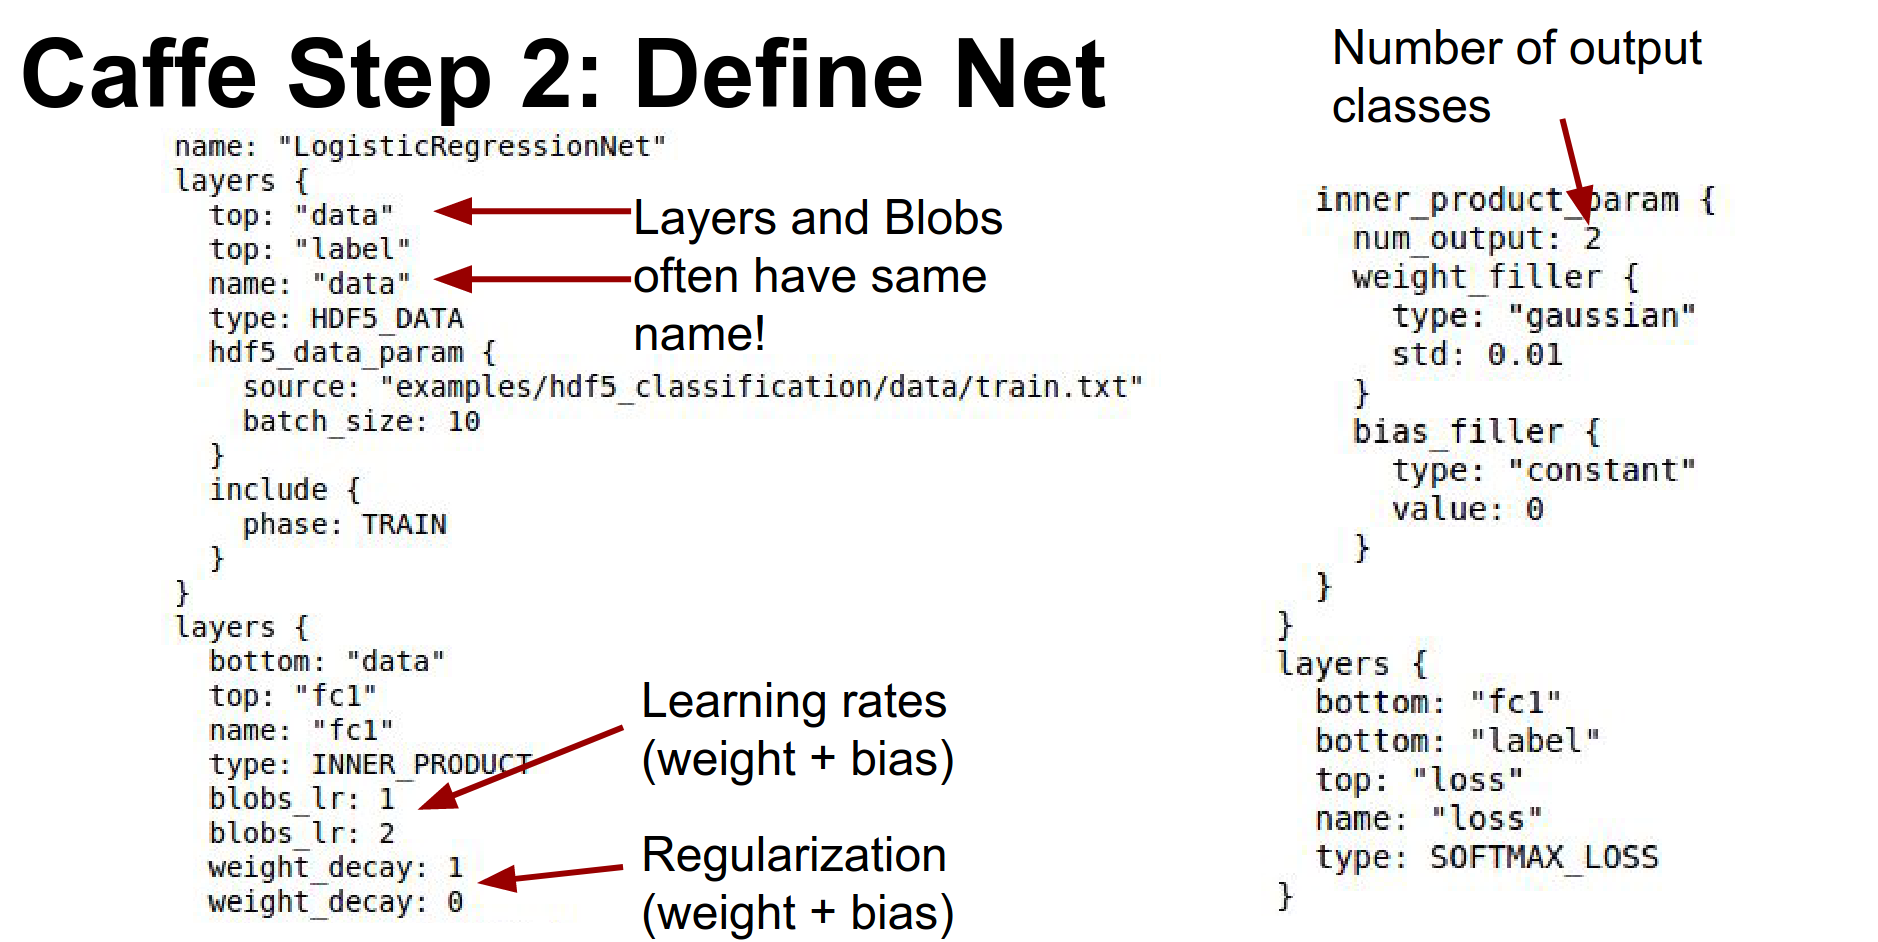 Caffe Step 2: Define Net
name: "LogisticRegressionNet"
layers {
  top: "data"
  top: "label"
  name: "data"
  type: HDF5_DATA
  hdf5_data_param {
    source: "examples/hdf5_classification/data/train.txt"
    batch_size: 10
  }
  include {
    phase: TRAIN
  }
}
layers {
  bottom: "data"
  top: "fc1"
  name: "fc1"
  type: INNER_PRODUCT
  blobs_lr: 1
  blobs_lr: 2
  weight_decay: 1
  weight_decay: 0
Layers and Blobs
often have same
name!
Learning rates
(weight + bias)
Regularization
(weight + bias)
Number of output
classes
  inner_product_param {
    num_output: 2
    weight_filler {
      type: "gaussian"
      std: 0.01
    }
    bias_filler {
      type: "constant"
      value: 0
    }
  }
}
layers {
  bottom: "fc1"
  bottom: "label"
  top: "loss"
  name: "loss"
  type: SOFTMAX_LOSS
}